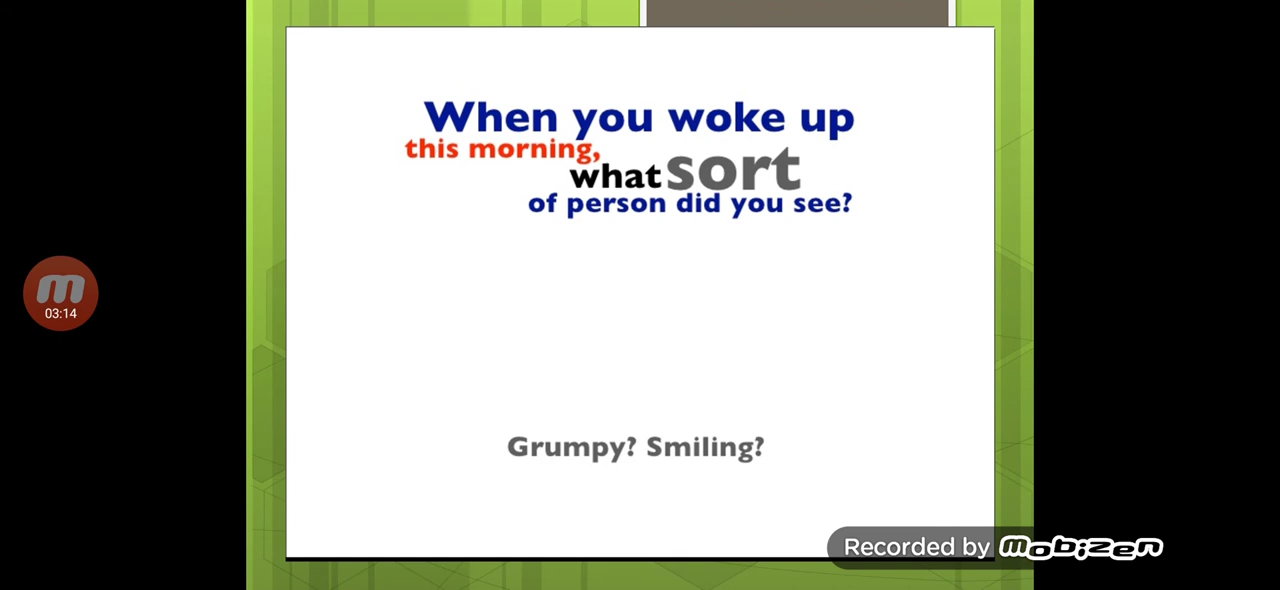 When you woke up
this morning,
what sort
of person did you see?
m
03:14
Grumpy? Smiling?
Recorded by mobizen